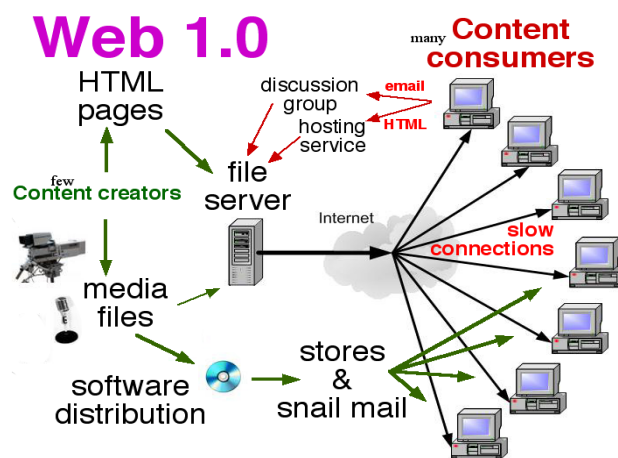 Web 1.0
many Content
consumers
HTML
pages
discussion
group
email
hosting
service
HTML
few
Content creators
file
server
Internet
slow
connections
media
files
stores
&
snail mail
software
distribution